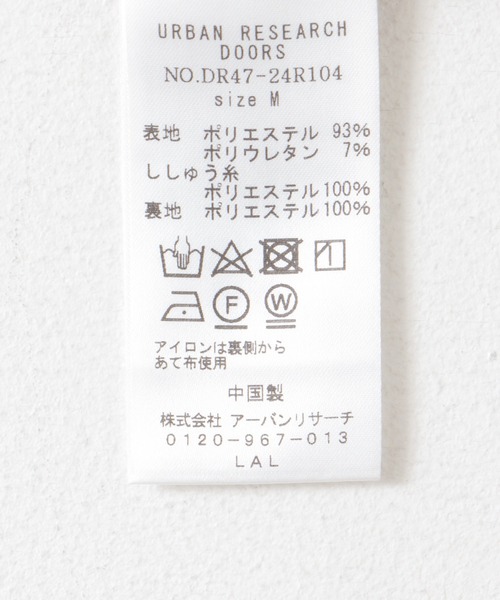 URBAN RESEARCH
DOORS
NO.DR47-24R104
size M
表地 ポリエステル 93%
ポリウレタン 7%
ししゅう糸
ポリエステル100%
裏地 ポリエステル100%
F W
アイロンは裏側から
あて布使用
中国製
株式会社 アーバンリサーチ
0120-967-013
LAL